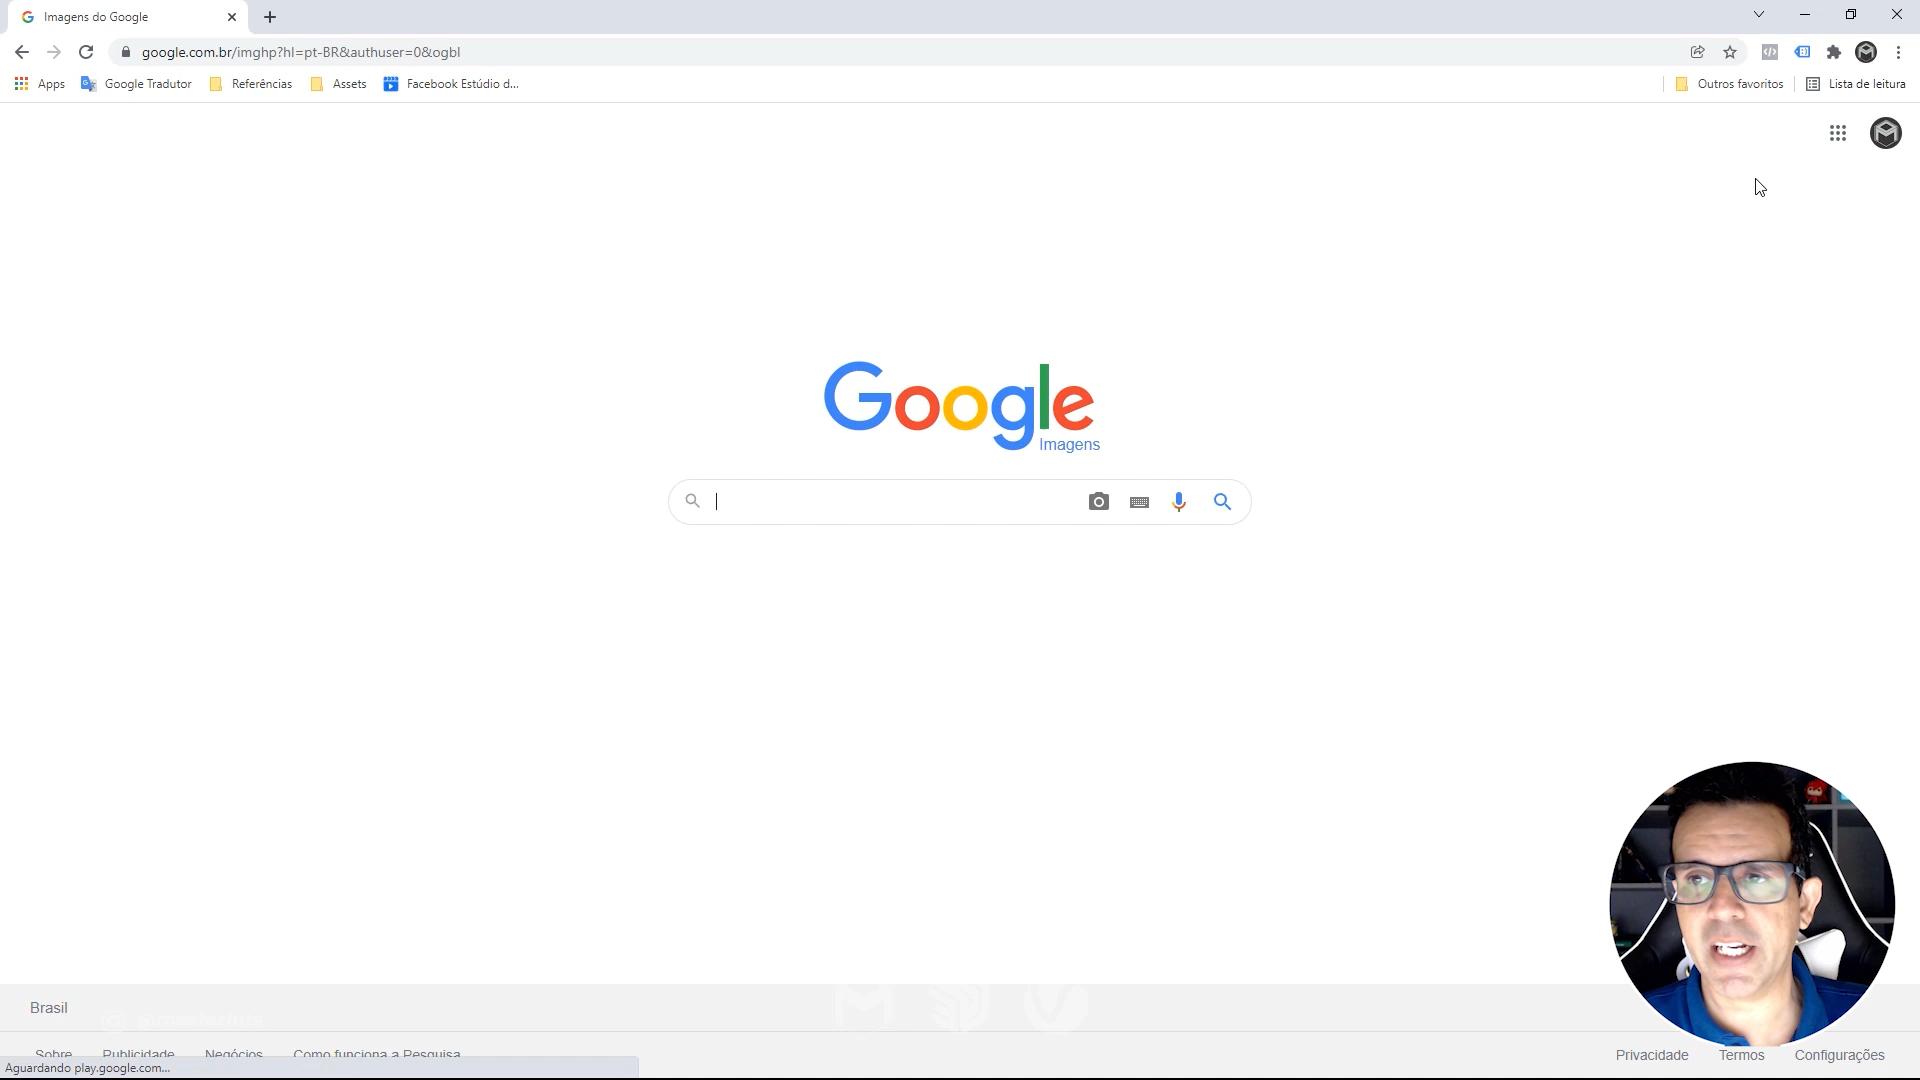 Imagens do Google
google.com.br/imghp?hl=pt-BR&authuser=0&ogbl
Apps Google Tradutor Referências Assets Facebook Estúdio d... Outros favoritos Lista de leitura
Google
Imagens
Brasil
Sobre Publicidade Negócios Como funciona a Pesquisa Privacidade Termos Configurações
Aguardando play.google.com...